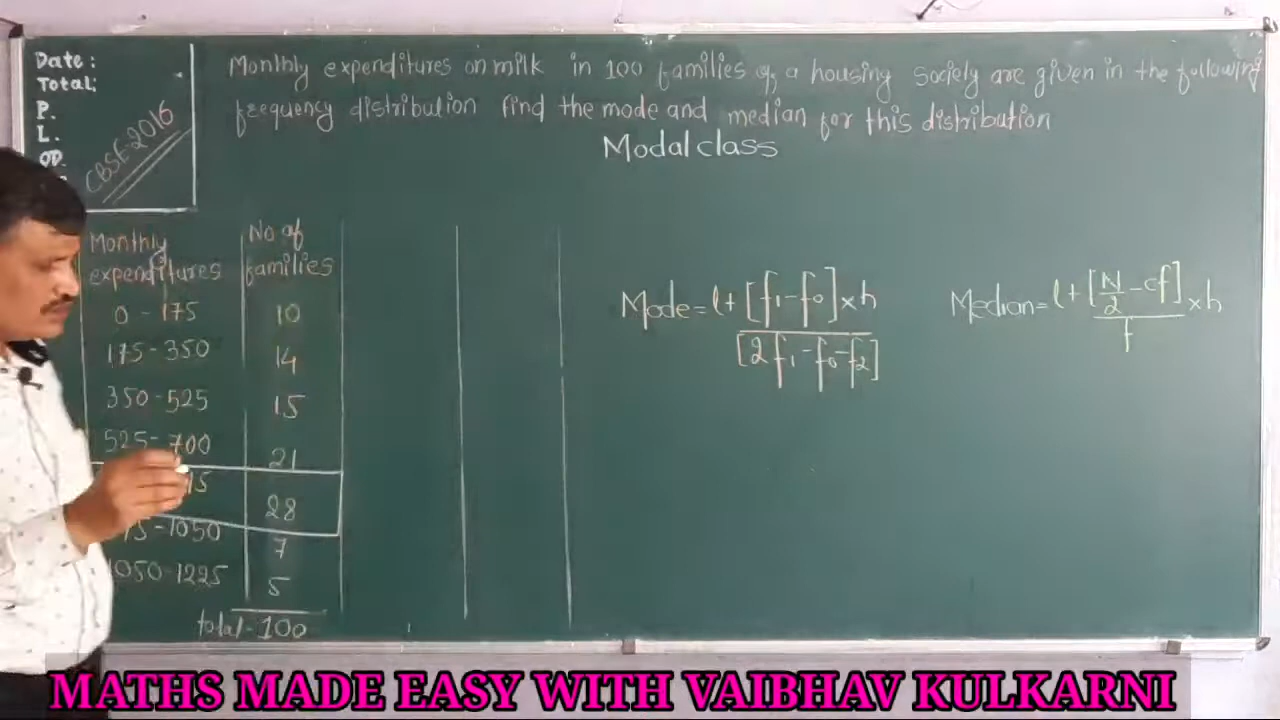 Date:
Total:
P.
L.
OP.
CBSE-2016
Monthly expenditures on milk in 100 families of a housing society are given in the following
frequency distribution find the mode and median for this distribution
Modal class
Monthly expenditures | No of families
0-175 | 10
175-350 | 14
350-525 | 15
525-700 | 21
28
-1050 | 7
1050-1225 | 5
total- 100
Mode = l + [f₁-f₀] × h
[2f₁-f₀-f₂]
Median = l + [N/2 - cf] × h
f
MATHS MADE EASY WITH VAIBHAV KULKARNI